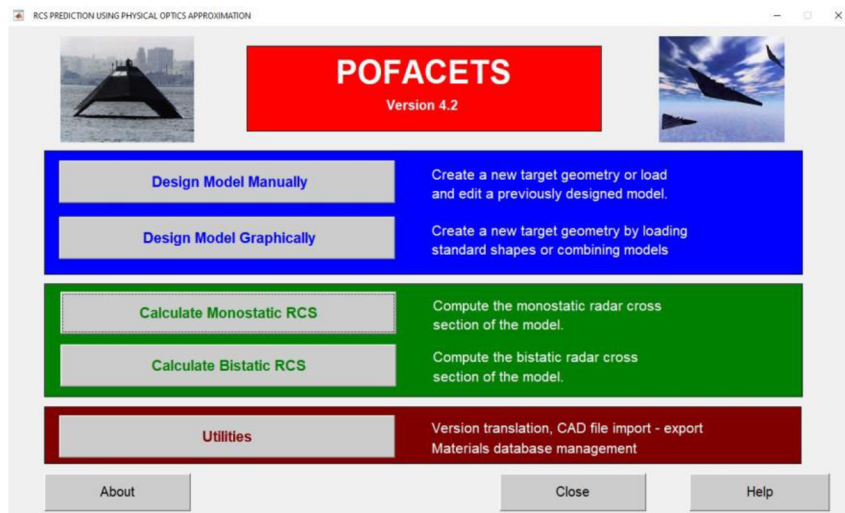 RCS PREDICTION USING PHYSICAL OPTICS APPROXIMATION
POFACETS
Version 4.2
Design Model Manually
Create a new target geometry or load
and edit a previously designed model.
Design Model Graphically
Create a new target geometry by loading
standard shapes or combining models
Calculate Monostatic RCS
Compute the monostatic radar cross
section of the model.
Calculate Bistatic RCS
Compute the bistatic radar cross
section of the model.
Utilities
Version translation, CAD file import - export
Materials database management
About
Close
Help